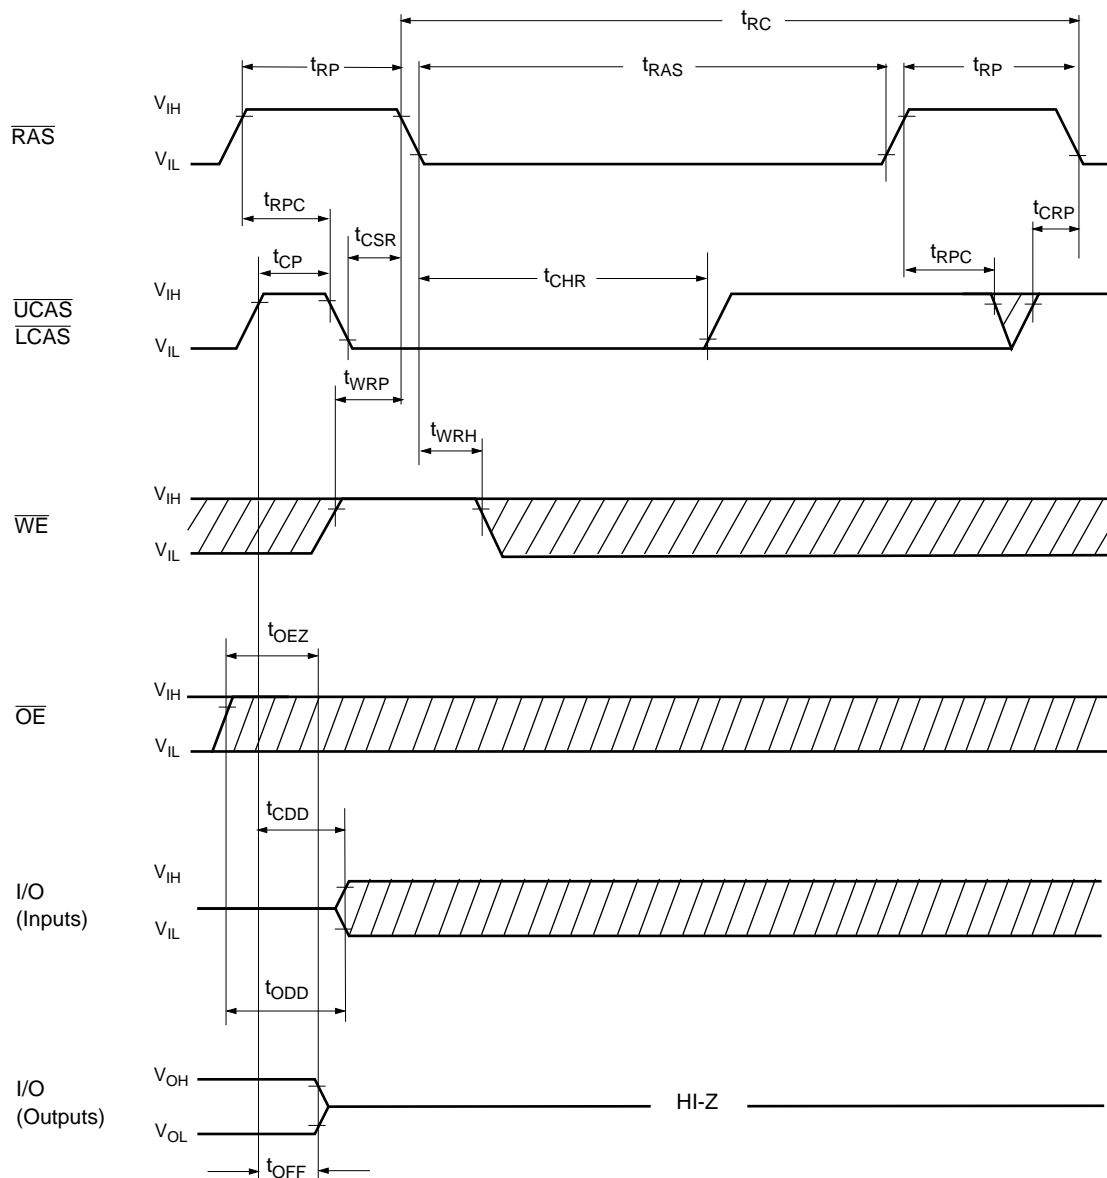 tRC
tRP
tRAS
tRP
VIH
RAS
VIL
tRPC
tCSR
tCRP
tCP
tCHR
tRPC
VIH
UCAS
LCAS
VIL
tWRP
tWRH
VIH
WE
VIL
tOEZ
VIH
OE
VIL
tCDD
VIH
I/O
(Inputs)
VIL
tODD
VOH
I/O
HI-Z
(Outputs)
VOL
tOFF